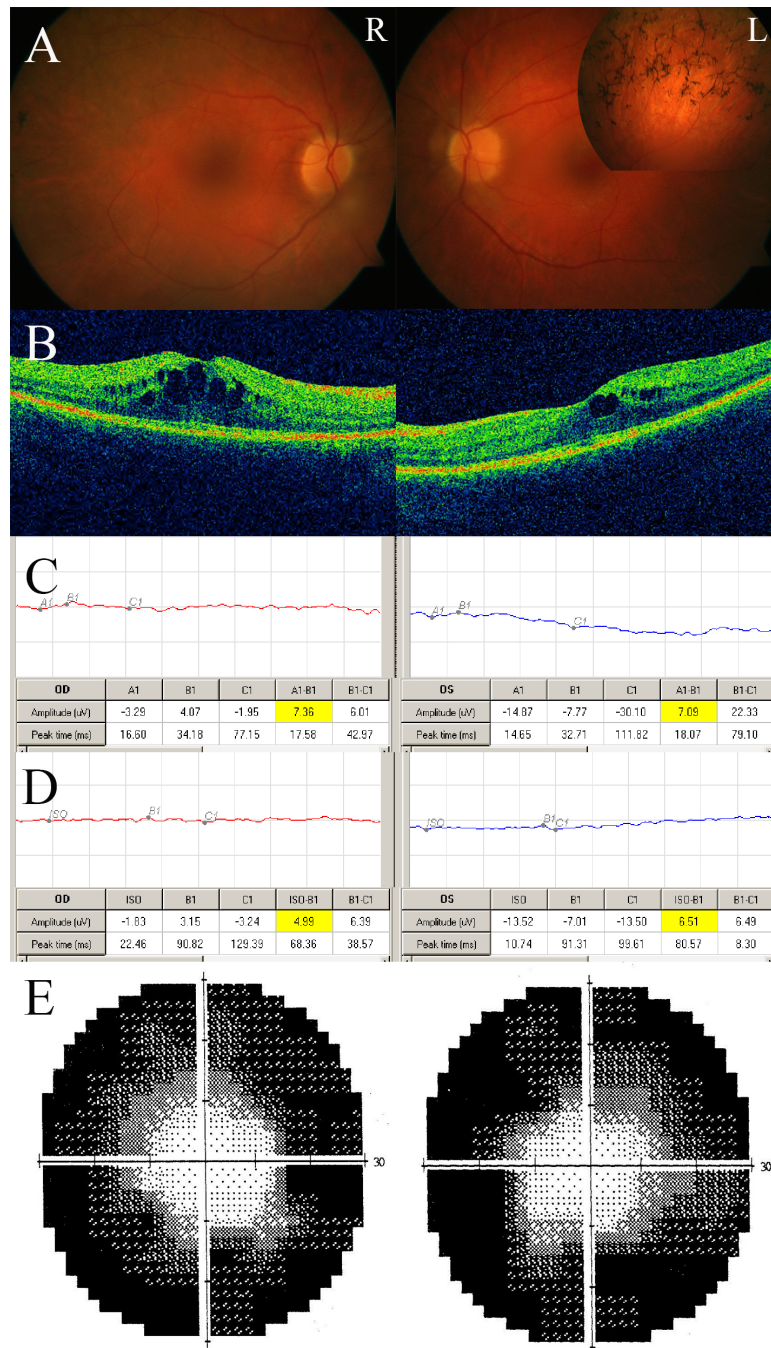 A
R
L
B
C
A1 B1 C1
A1 B1 C1
OD A1 B1 C1 A1-B1 B1-C1
Amplitude (uV) -3.29 4.07 -1.95 7.36 6.01
Peak time (ms) 16.60 34.18 77.15 17.58 42.97
OS A1 B1 C1 A1-B1 B1-C1
Amplitude (uV) -14.87 -7.77 -30.10 7.09 22.33
Peak time (ms) 14.65 32.71 111.82 18.07 79.10
D
ISO B1 C1
ISO B1 C1
OD ISO B1 C1 ISO-B1 B1-C1
Amplitude (uV) -1.83 3.15 -3.24 4.99 6.39
Peak time (ms) 22.46 90.82 129.39 68.36 38.57
OS ISO B1 C1 ISO-B1 B1-C1
Amplitude (uV) -13.52 -7.01 -13.50 6.51 6.49
Peak time (ms) 10.74 91.31 99.61 80.57 8.30
E
30
30